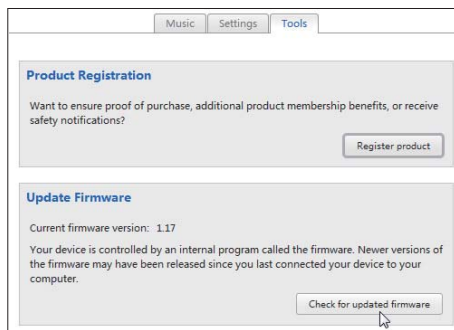 Music Settings Tools
Product Registration
Want to ensure proof of purchase, additional product membership benefits, or receive
safety notifications?
Register product
Update Firmware
Current firmware version: 1.17
Your device is controlled by an internal program called the firmware. Newer versions of
the firmware may have been released since you last connected your device to your
computer.
Check for updated firmware